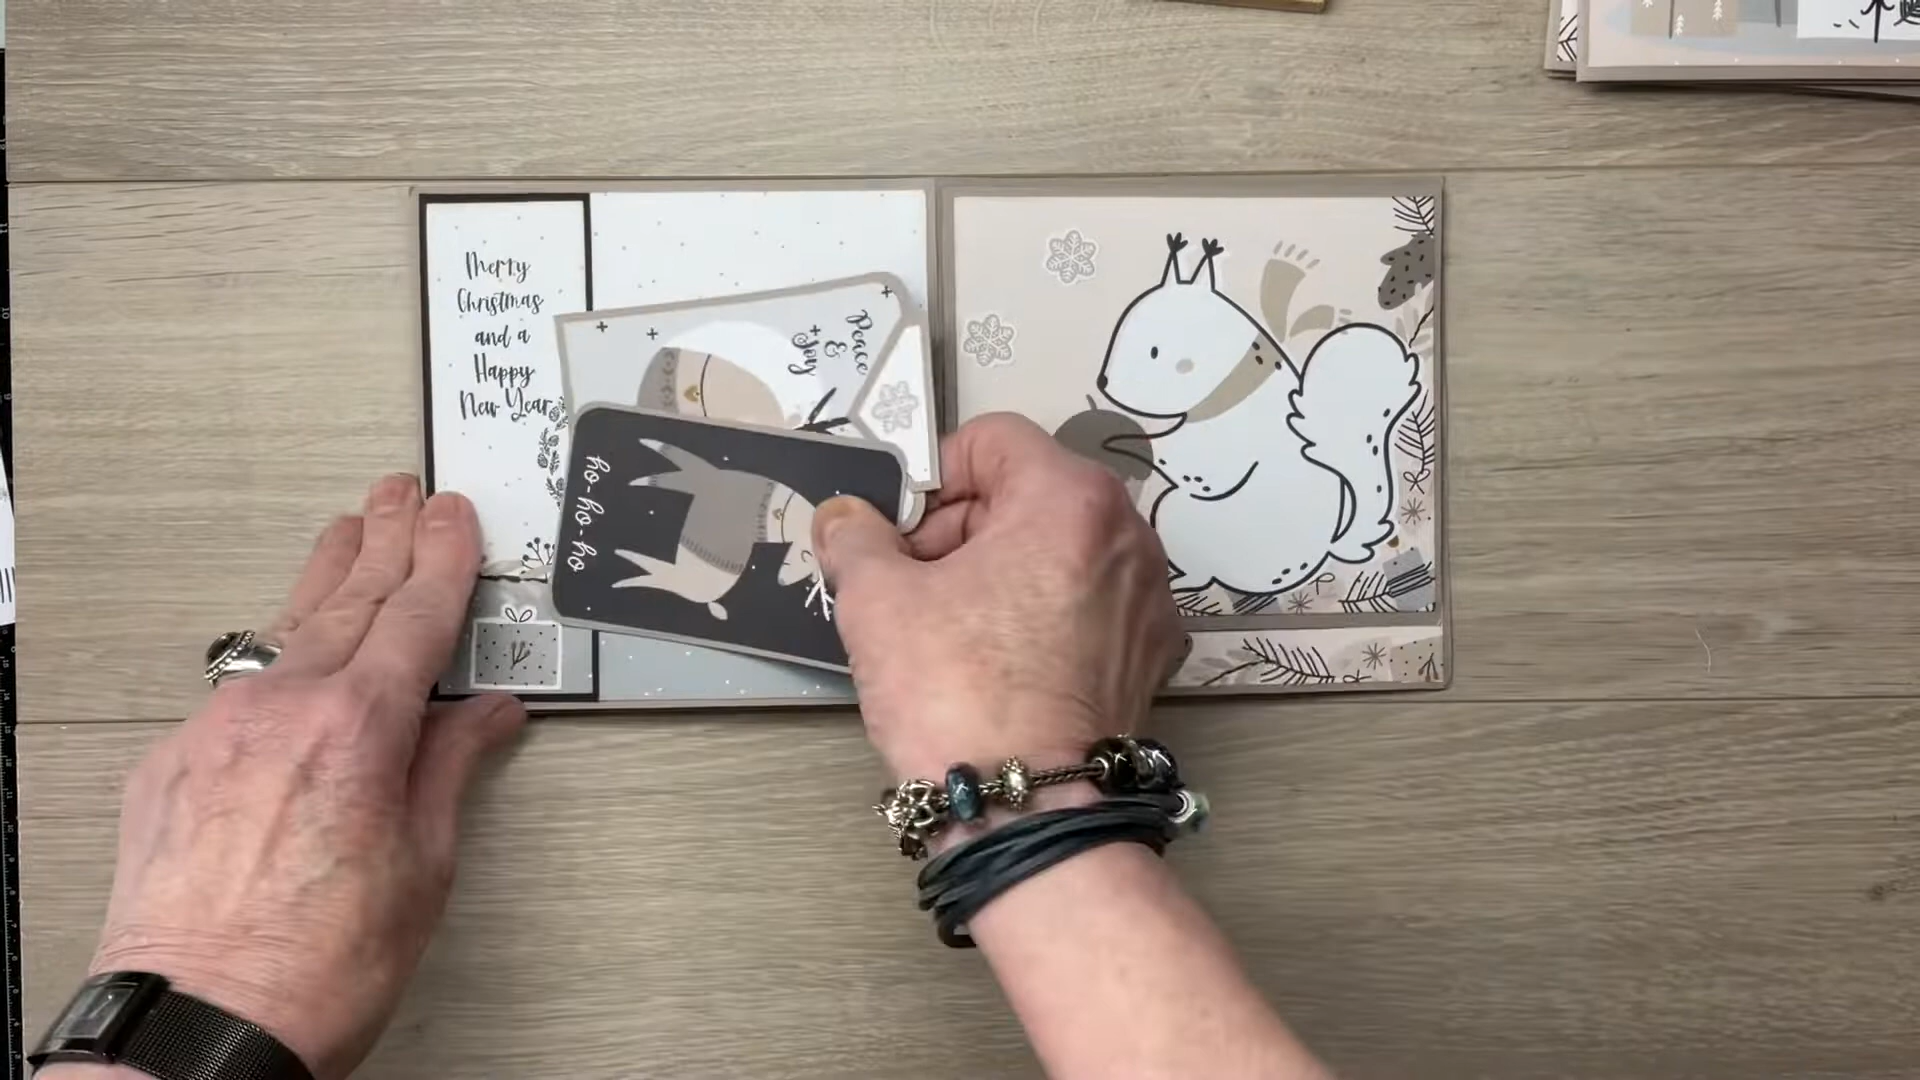 Merry
Christmas
and a
Happy
New Year
Peace
&
Joy
ho-ho-ho